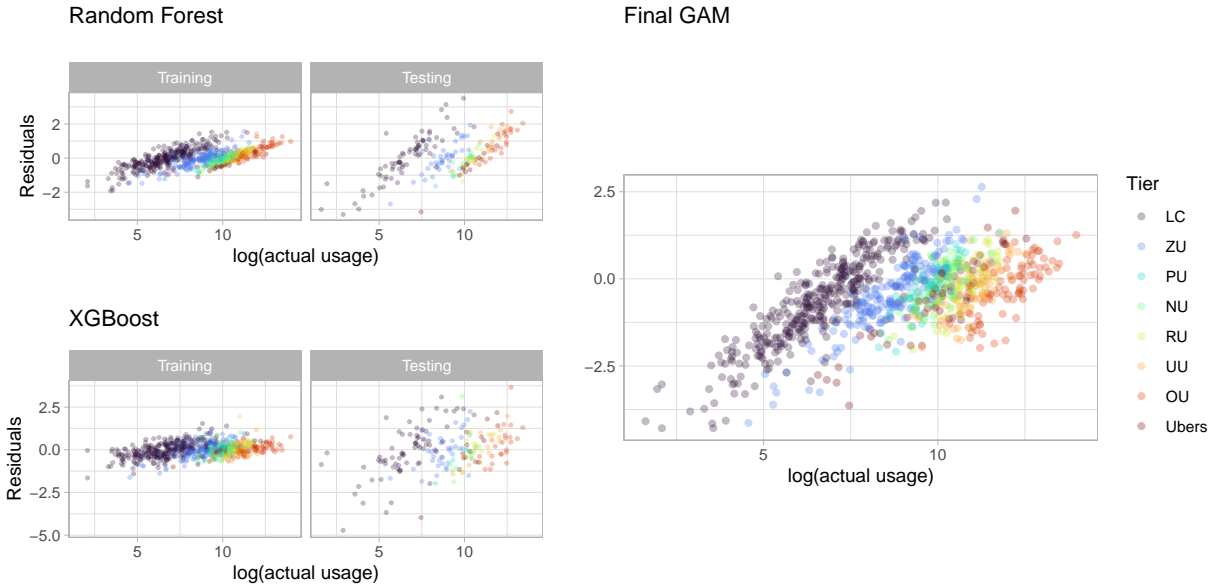 Random Forest
Training
Testing
Residuals
2
0
−2
5
10
5
10
log(actual usage)
XGBoost
Training
Testing
Residuals
2.5
0.0
−2.5
−5.0
5
10
5
10
log(actual usage)
Final GAM
2.5
0.0
−2.5
5
10
log(actual usage)
Tier
LC
ZU
PU
NU
RU
UU
OU
Ubers